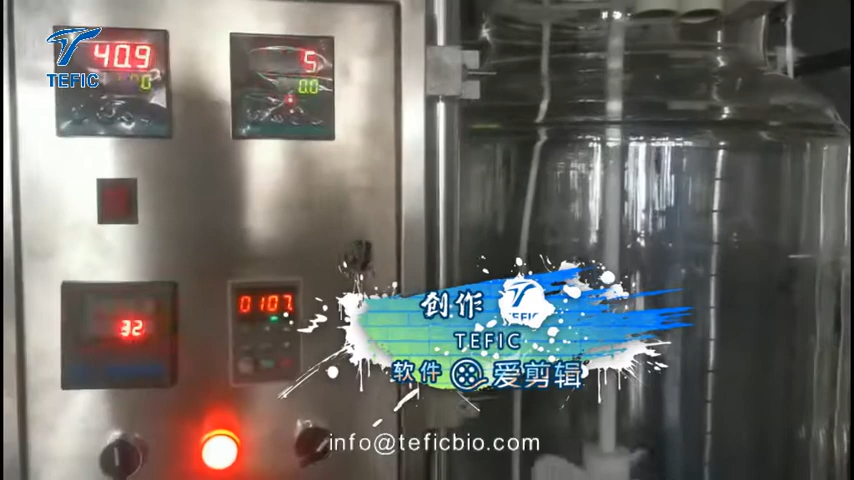 40.9
0
TEFIC
5
0.0
32
0107.
创作
TEFIC
TEFIC
软件 爱剪辑
info@teficbio.com